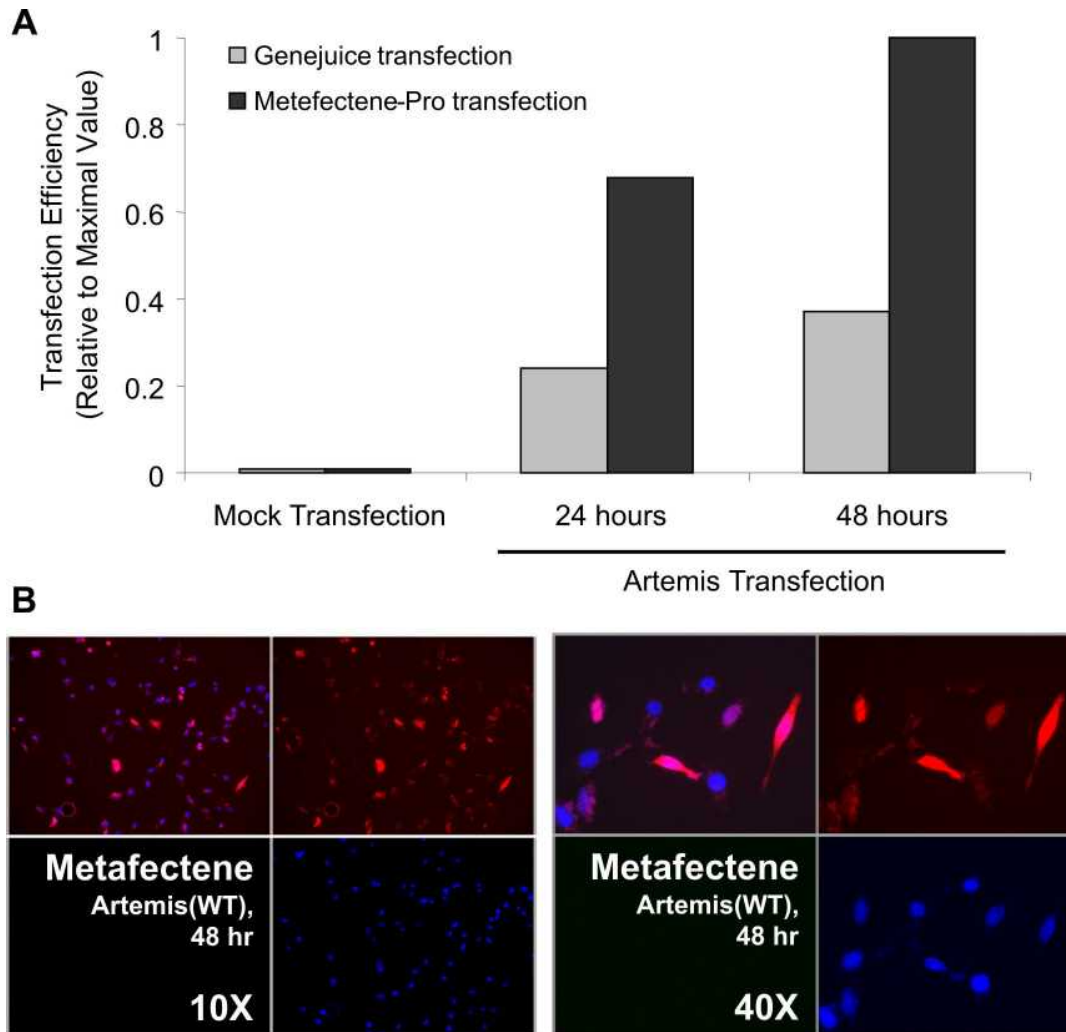 A
Transfection Efficiency
(Relative to Maximal Value)
1
0.8
0.6
0.4
0.2
0
Genejuice transfection
Metefectene-Pro transfection
Mock Transfection
24 hours
48 hours
Artemis Transfection
B
Metafectene
Artemis(WT),
48 hr
10X
Metafectene
Artemis(WT),
48 hr
40X